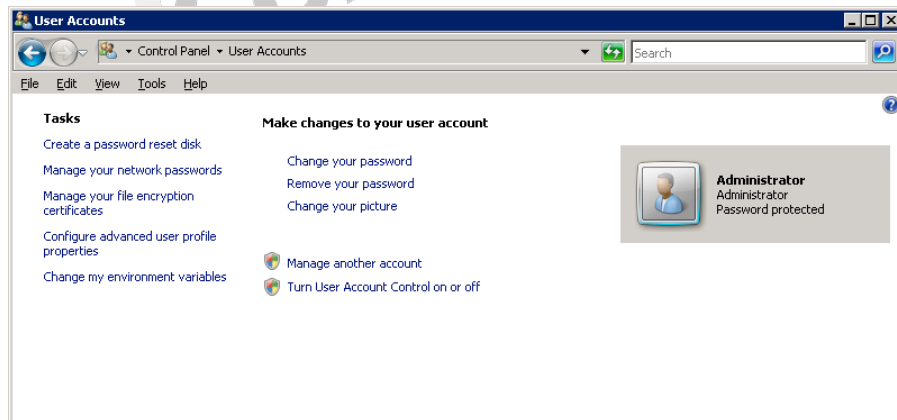 User Accounts
Control Panel User Accounts
Search
File Edit View Tools Help
Tasks
Create a password reset disk
Manage your network passwords
Manage your file encryption
certificates
Configure advanced user profile
properties
Change my environment variables
Make changes to your user account
Change your password
Remove your password
Change your picture
Manage another account
Turn User Account Control on or off
Administrator
Administrator
Password protected